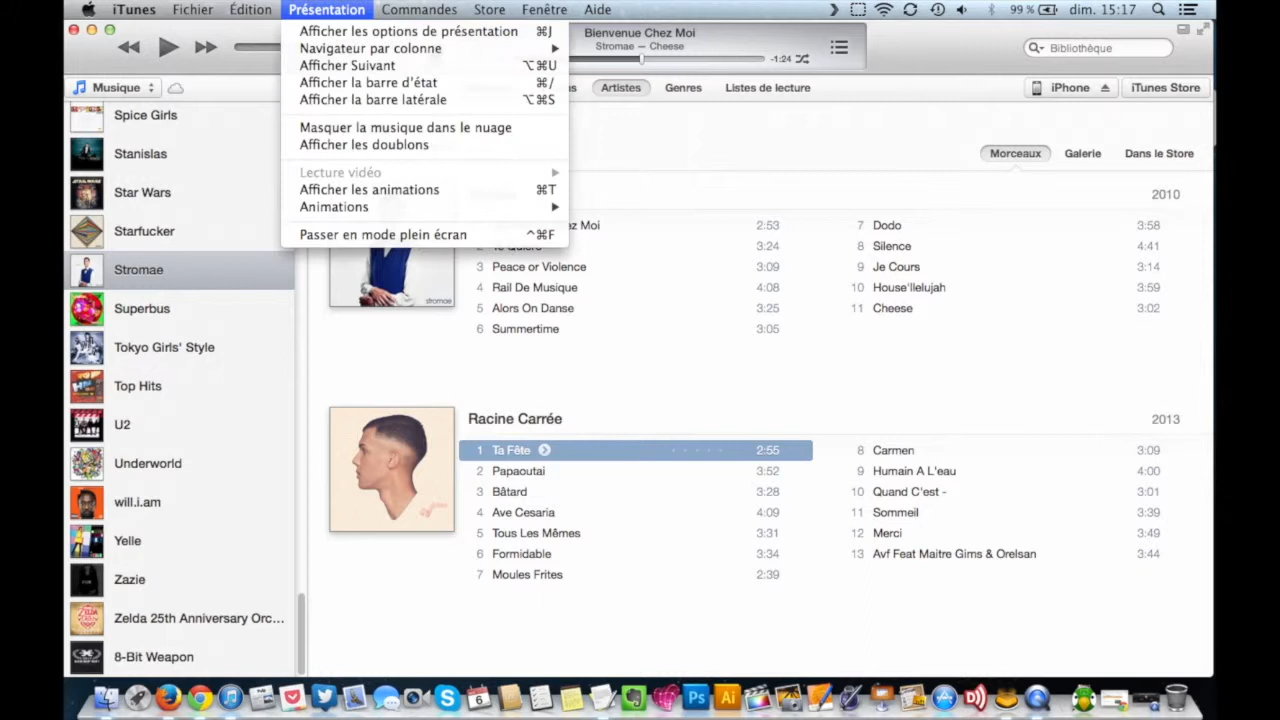 iTunes Fichier Édition Présentation Commandes Store Fenêtre Aide 99 % dim. 15:17
Afficher les options de présentation ⌘J
Navigateur par colonne
Afficher Suivant ⌥⌘U
Afficher la barre d'état ⌘/
Afficher la barre latérale ⌥⌘S
Masquer la musique dans le nuage
Afficher les doublons
Lecture vidéo
Afficher les animations ⌘T
Animations
Passer en mode plein écran ^⌘F
Bienvenue Chez Moi
Stromae — Cheese
-1:24
Bibliothèque
Musique
Artistes Genres Listes de lecture iPhone iTunes Store
Morceaux Galerie Dans le Store
Spice Girls
Stanislas
Star Wars
Starfucker
Stromae
Superbus
Tokyo Girls' Style
Top Hits
U2
Underworld
will.i.am
Yelle
Zazie
Zelda 25th Anniversary Orc...
8-Bit Weapon
2010
Moi 2:53
3:24
3 Peace or Violence 3:09
4 Rail De Musique 4:08
5 Alors On Danse 3:25
6 Summertime 3:05
7 Dodo 3:58
8 Silence 4:41
9 Je Cours 3:14
10 House'llelujah 3:59
11 Cheese 3:02
stromae
Racine Carrée 2013
1 Ta Fête 2:55
2 Papaoutai 3:52
3 Bâtard 3:28
4 Ave Cesaria 4:09
5 Tous Les Mêmes 3:31
6 Formidable 3:34
7 Moules Frites 2:39
8 Carmen 3:09
9 Humain A L'eau 4:00
10 Quand C'est - 3:01
11 Sommeil 3:39
12 Merci 3:49
13 Avf Feat Maitre Gims & Orelsan 3:44
6
Ps
Ai